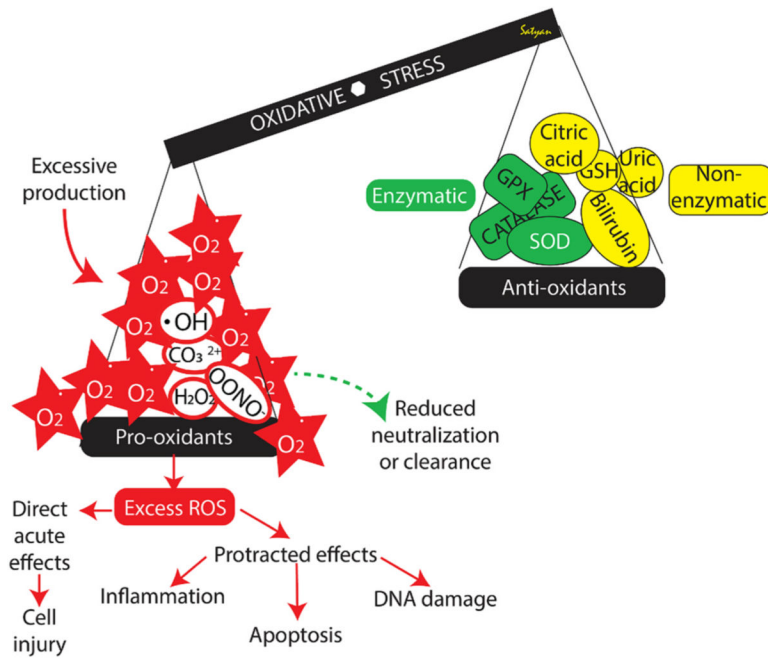 Satyan
OXIDATIVE STRESS
Excessive
production
O2˙
O2˙
O2˙
O2˙
• OH
CO3 2+
O2˙
O2˙
O2˙
H2O2
OONO-
O2˙
O2˙
Pro-oxidants
Enzymatic
GPX
CATALASE
SOD
Citric
acid
GSH
Uric
acid
Bilirubin
Non-
enzymatic
Anti-oxidants
Reduced
neutralization
or clearance
Excess ROS
Direct
acute
effects
Cell
injury
Protracted effects
Inflammation
Apoptosis
DNA damage